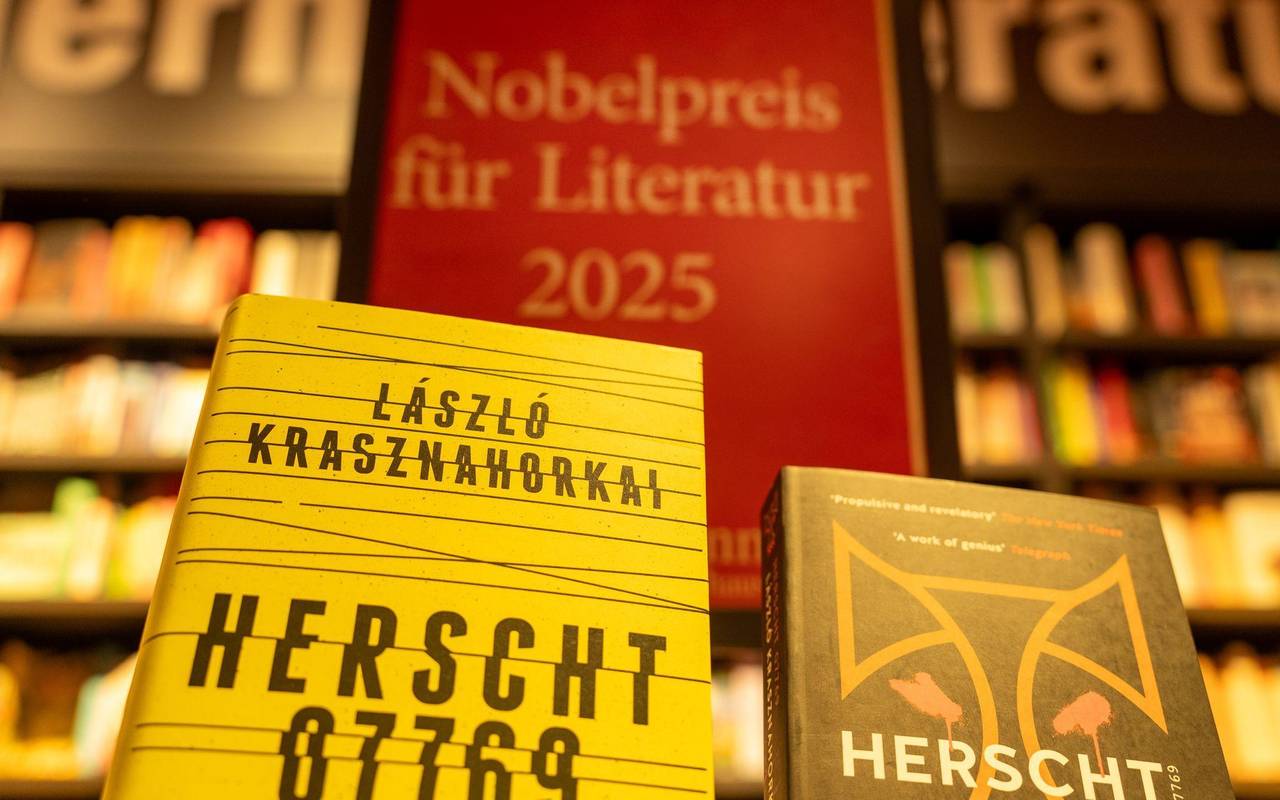 Nobelpreis
für Literatur
2025
LÁSZLÓ
KRASZNAHORKAI
HERSCHT
07769
'Propulsive and revelatory' The New York Times
'A work of genius' Telegraph
HERSCHT